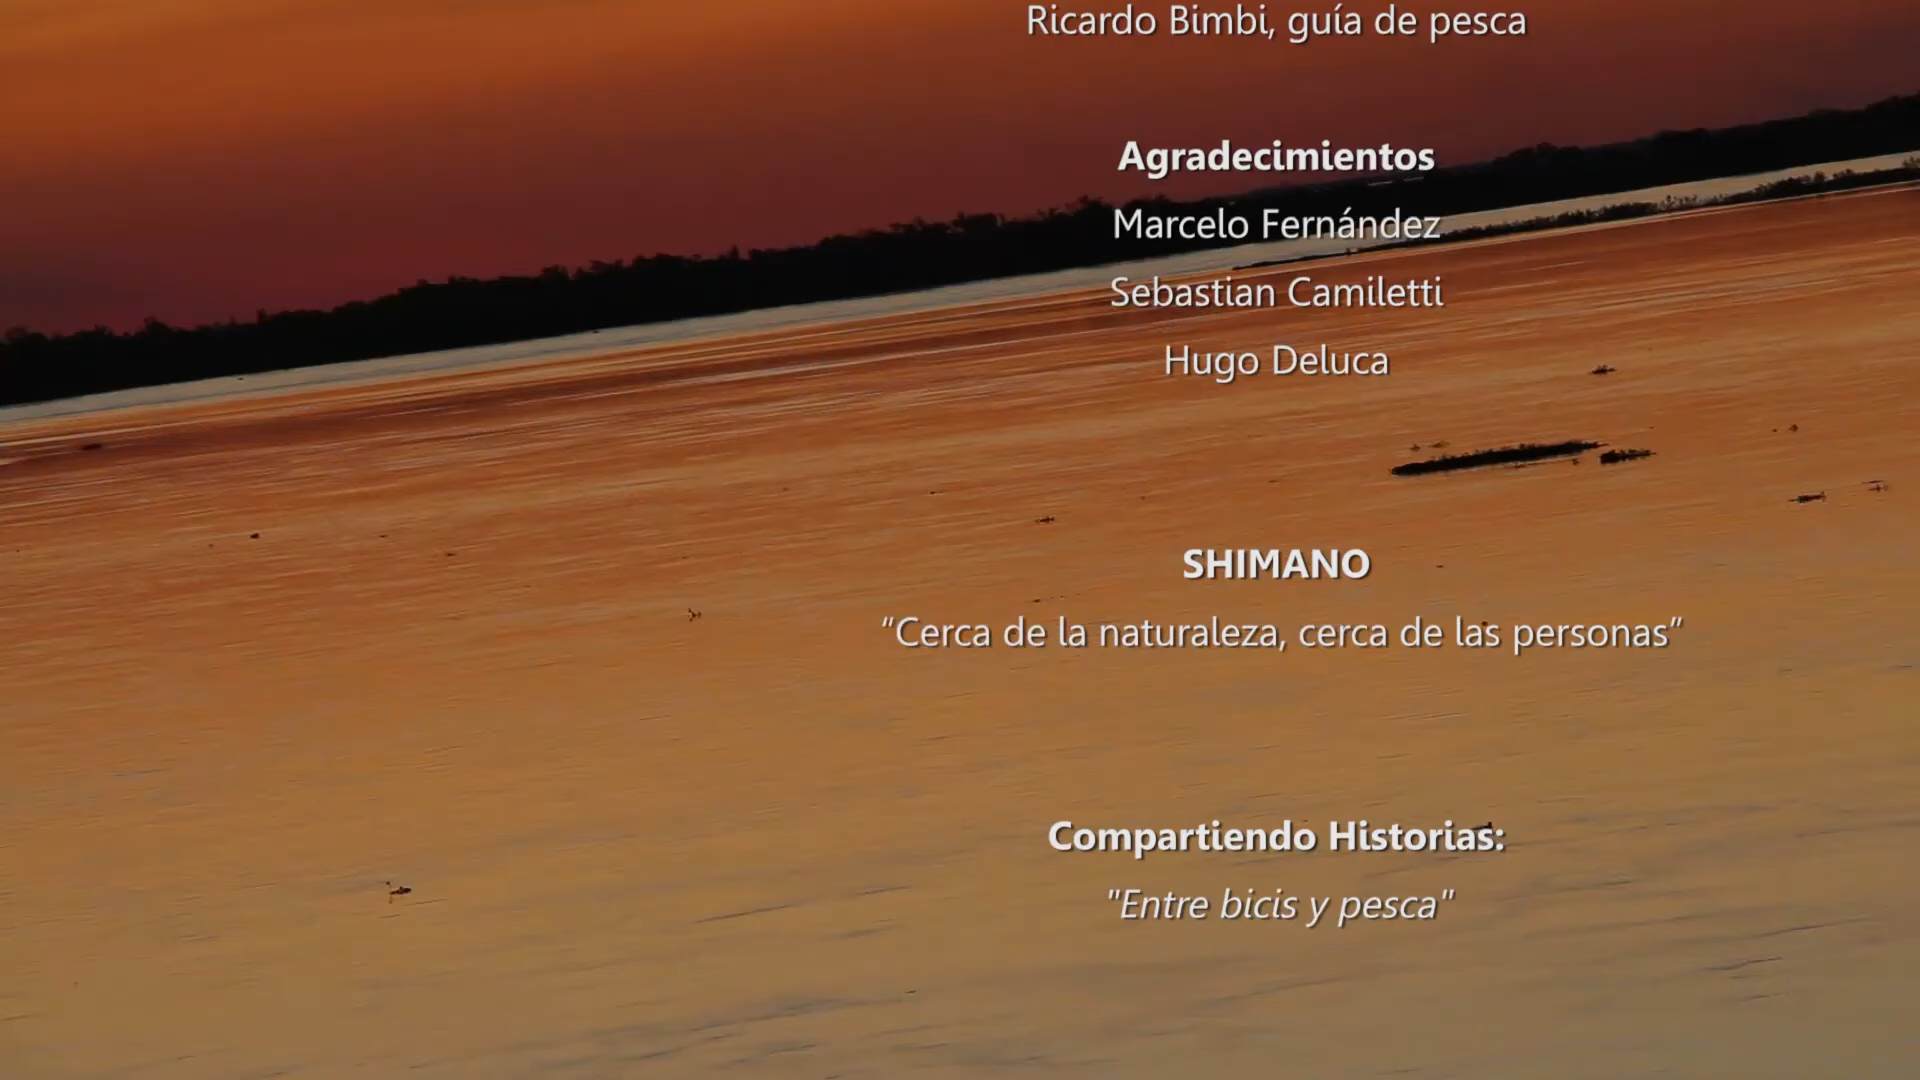 Ricardo Bimbi, guía de pesca
Agradecimientos
Marcelo Fernández
Sebastian Camiletti
Hugo Deluca
SHIMANO
“Cerca de la naturaleza, cerca de las personas”
Compartiendo Historias:
"Entre bicis y pesca"